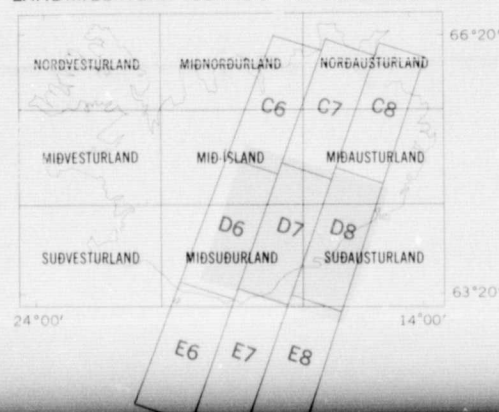 66°20'
NORÐVESTURLAND MIÐNORÐURLAND NORÐAUSTURLAND
C6 C7 C8
MIÐVESTURLAND MIÐ-ÍSLAND MIÐAUSTURLAND
D6 D7 D8
SUÐVESTURLAND MIÐSUÐURLAND SUÐAUSTURLAND
63°20'
24°00' 14°00'
E6 E7 E8